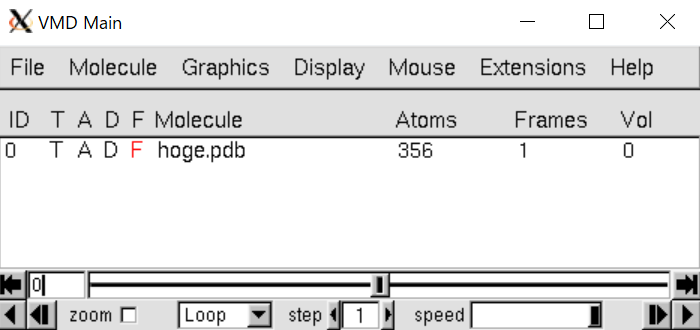 VMD Main
File Molecule Graphics Display Mouse Extensions Help
ID T A D F Molecule Atoms Frames Vol
0 T A D F hoge.pdb 356 1 0
0
zoom Loop step 1 speed